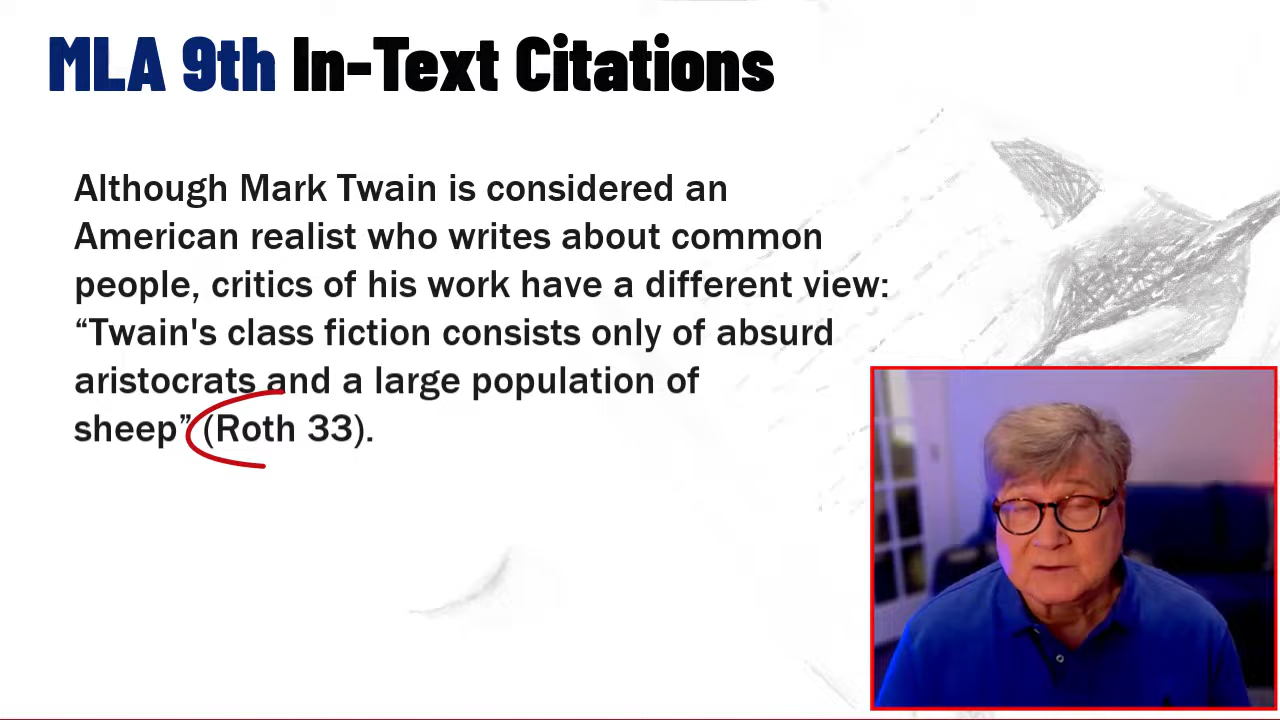 MLA 9th In-Text Citations
Although Mark Twain is considered an
American realist who writes about common
people, critics of his work have a different view:
“Twain's class fiction consists only of absurd
aristocrats and a large population of
sheep” (Roth 33).